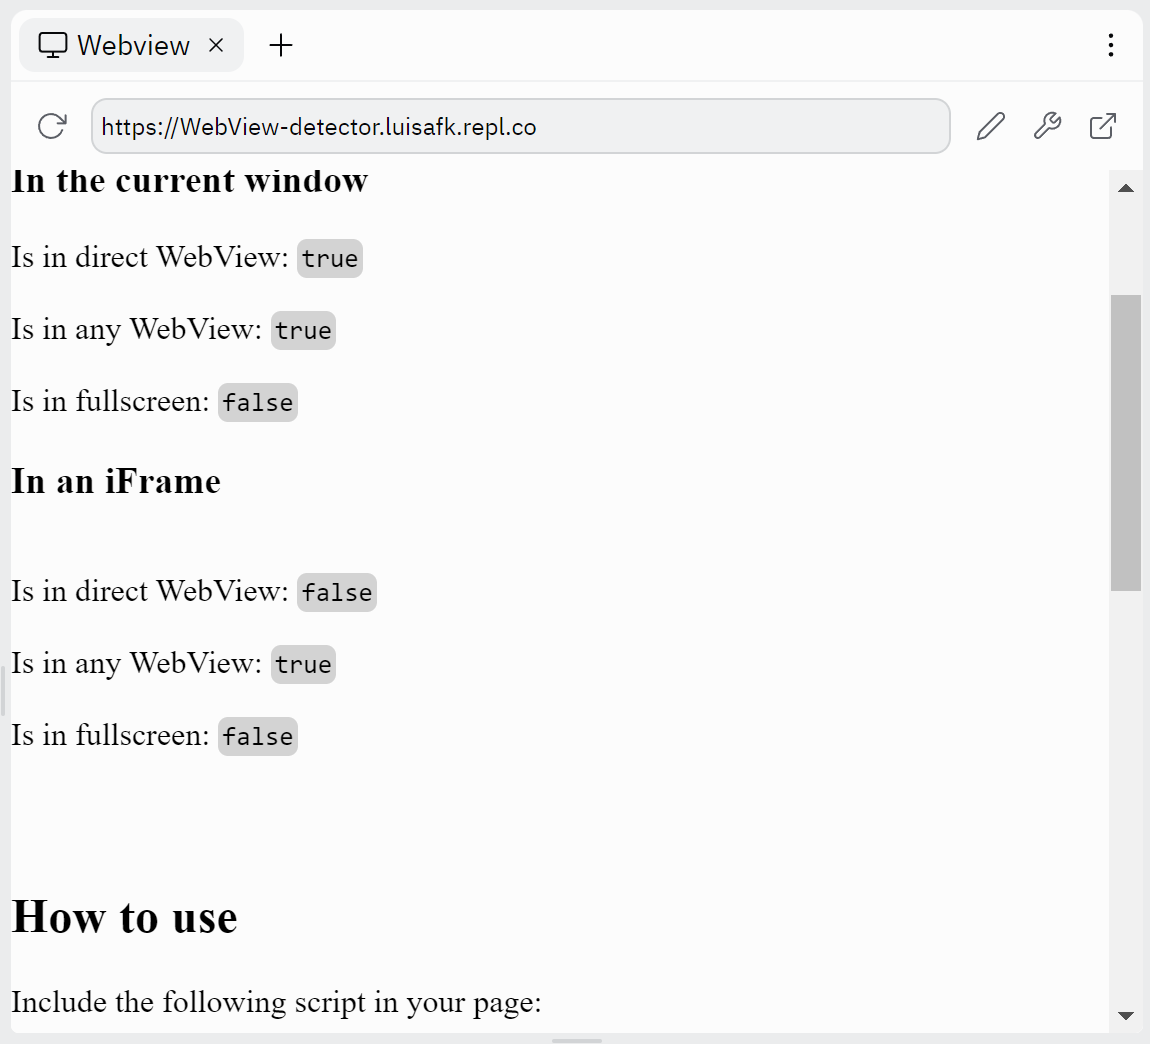 Webview
https://WebView-detector.luisafk.repl.co
In the current window
Is in direct WebView: true
Is in any WebView: true
Is in fullscreen: false
In an iFrame
Is in direct WebView: false
Is in any WebView: true
Is in fullscreen: false
How to use
Include the following script in your page: